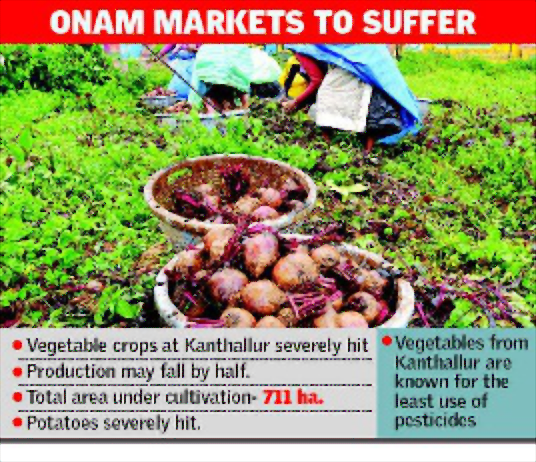 ONAM MARKETS TO SUFFER
• Vegetable crops at Kanthallur severely hit
• Production may fall by half.
• Total area under cultivation- 711 ha.
• Potatoes severely hit.
• Vegetables from
Kanthallur are
known for the
least use of
pesticides